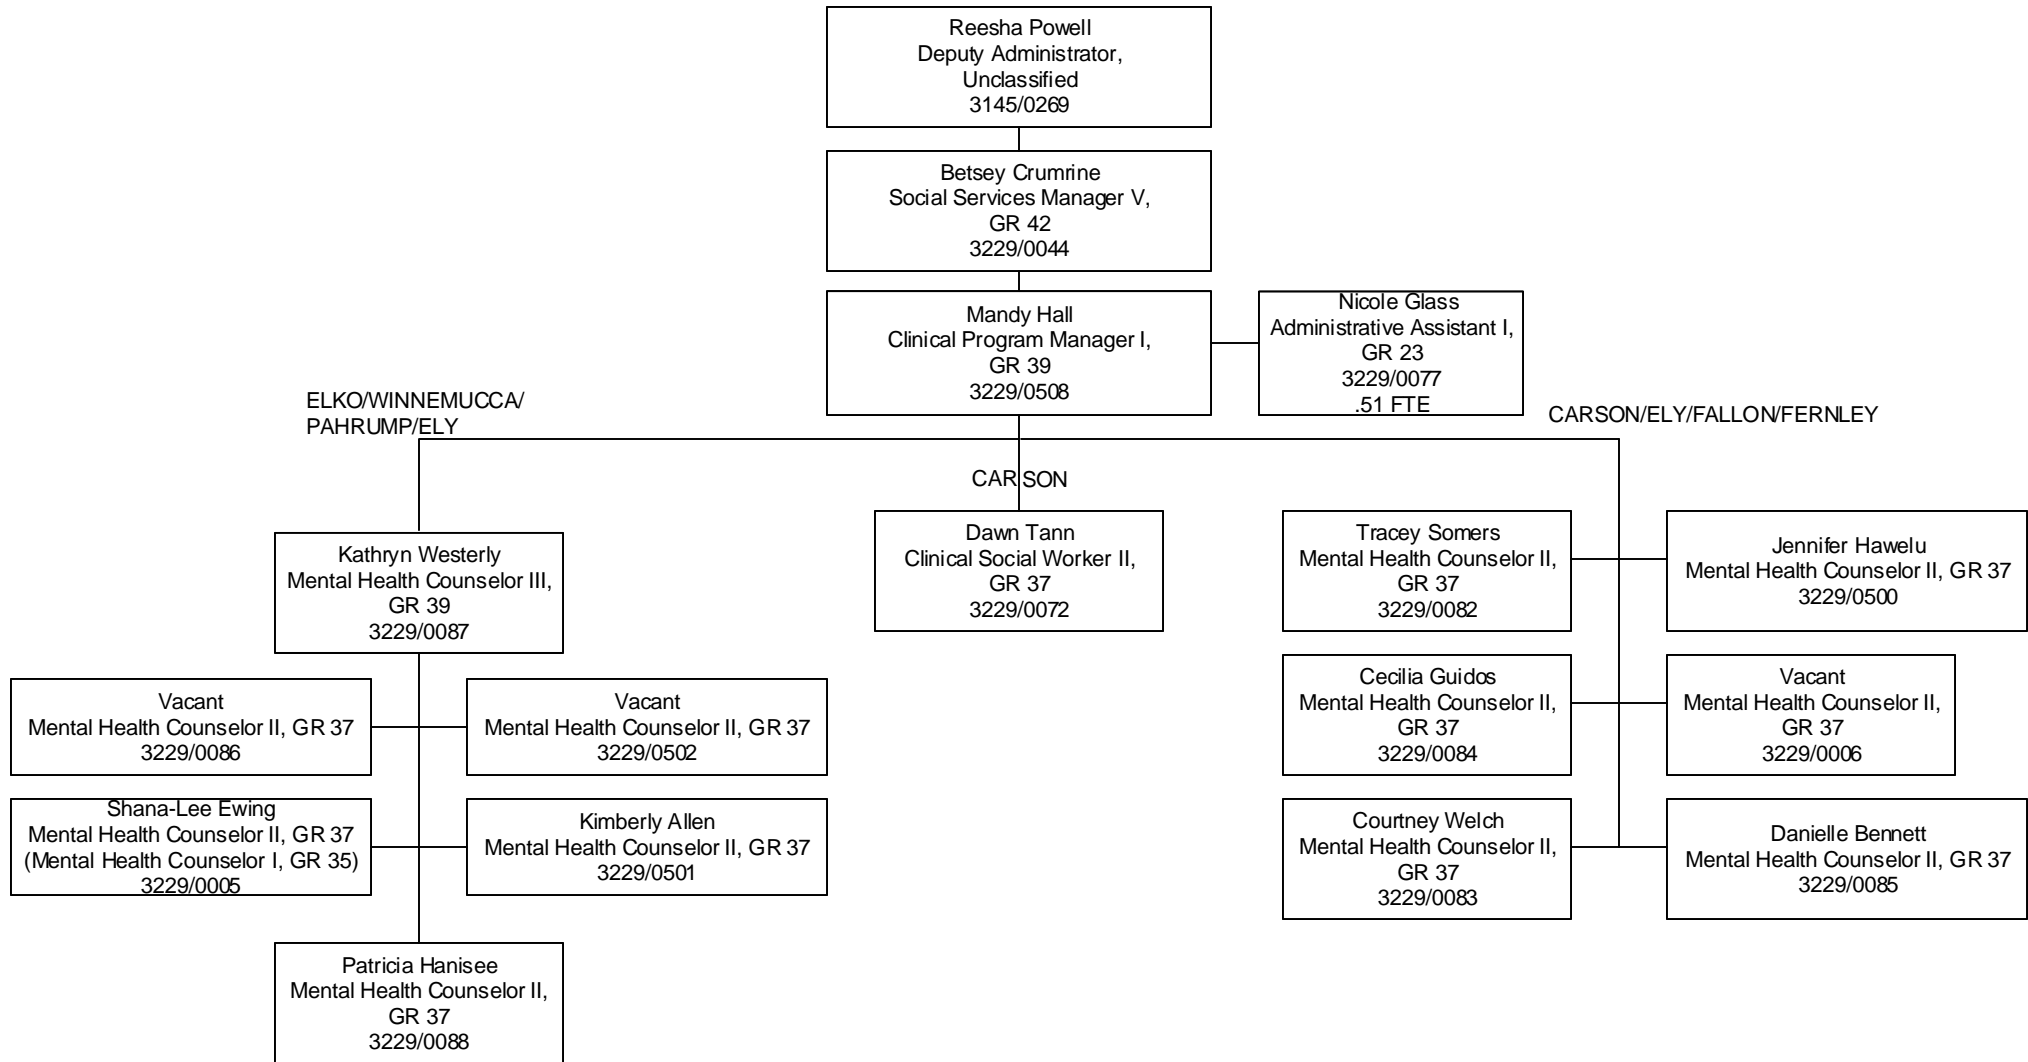 Reesha Powell
Deputy Administrator,
Unclassified
3145/0269
Betsey Crumrine
Social Services Manager V,
GR 42
3229/0044
Mandy Hall
Clinical Program Manager I,
GR 39
3229/0508
Nicole Glass
Administrative Assistant I,
GR 23
3229/0077
.51 FTE
ELKO/WINNEMUCCA/
PAHRUMP/ELY
CARSON
CARSON/ELY/FALLON/FERNLEY
Kathryn Westerly
Mental Health Counselor III,
GR 39
3229/0087
Vacant
Mental Health Counselor II, GR 37
3229/0086
Vacant
Mental Health Counselor II, GR 37
3229/0502
Shana-Lee Ewing
Mental Health Counselor II, GR 37
(Mental Health Counselor I, GR 35)
3229/0005
Kimberly Allen
Mental Health Counselor II, GR 37
3229/0501
Patricia Hanisee
Mental Health Counselor II,
GR 37
3229/0088
Dawn Tann
Clinical Social Worker II,
GR 37
3229/0072
Tracey Somers
Mental Health Counselor II,
GR 37
3229/0082
Jennifer Hawelu
Mental Health Counselor II, GR 37
3229/0500
Cecilia Guidos
Mental Health Counselor II,
GR 37
3229/0084
Vacant
Mental Health Counselor II,
GR 37
3229/0006
Courtney Welch
Mental Health Counselor II,
GR 37
3229/0083
Danielle Bennett
Mental Health Counselor II, GR 37
3229/0085